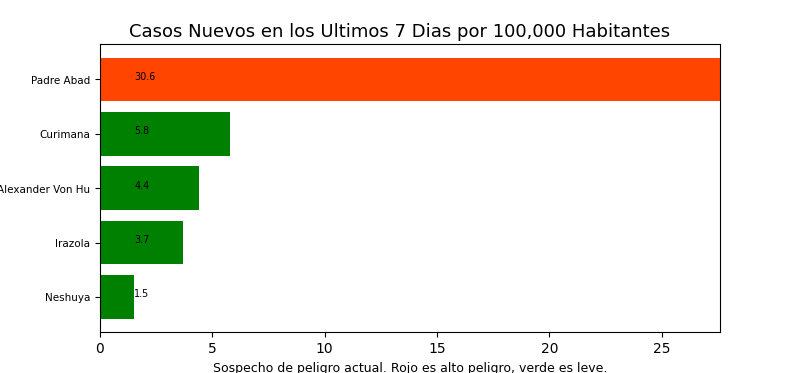 Casos Nuevos en los Ultimos 7 Dias por 100,000 Habitantes
Padre Abad 30.6
Curimana 5.8
Alexander Von Hu 4.4
Irazola 3.7
Neshuya 1.5
0 5 10 15 20 25
Sospecho de peligro actual. Rojo es alto peligro, verde es leve.